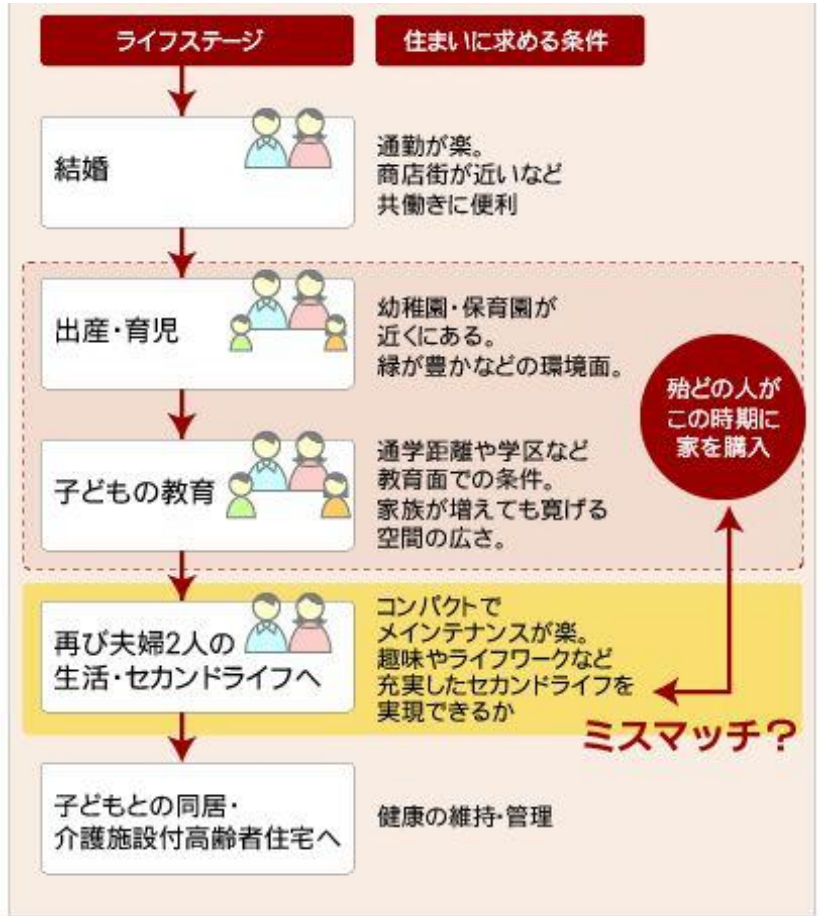 ライフステージ
住まいに求める条件
結婚
通勤が楽。
商店街が近いなど
共働きに便利
出産・育児
幼稚園・保育園が
近くにある。
緑が豊かなどの環境面。
殆どの人が
この時期に
家を購入
子どもの教育
通学距離や学区など
教育面での条件。
家族が増えても寛げる
空間の広さ。
再び夫婦2人の
生活・セカンドライフへ
コンパクトで
メインテナンスが楽。
趣味やライフワークなど
充実したセカンドライフを
実現できるか
ミスマッチ？
子どもとの同居・
介護施設付高齢者住宅へ
健康の維持・管理